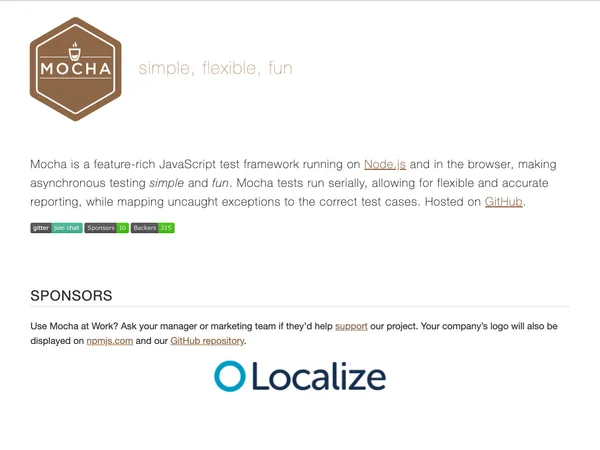 MOCHA
simple, flexible, fun
Mocha is a feature-rich JavaScript test framework running on Node.js and in the browser, making
asynchronous testing simple and fun. Mocha tests run serially, allowing for flexible and accurate
reporting, while mapping uncaught exceptions to the correct test cases. Hosted on GitHub.
gitter join chat Sponsors 10 Backers 315
SPONSORS
Use Mocha at Work? Ask your manager or marketing team if they’d help support our project. Your company’s logo will also be
displayed on npmjs.com and our GitHub repository.
Localize